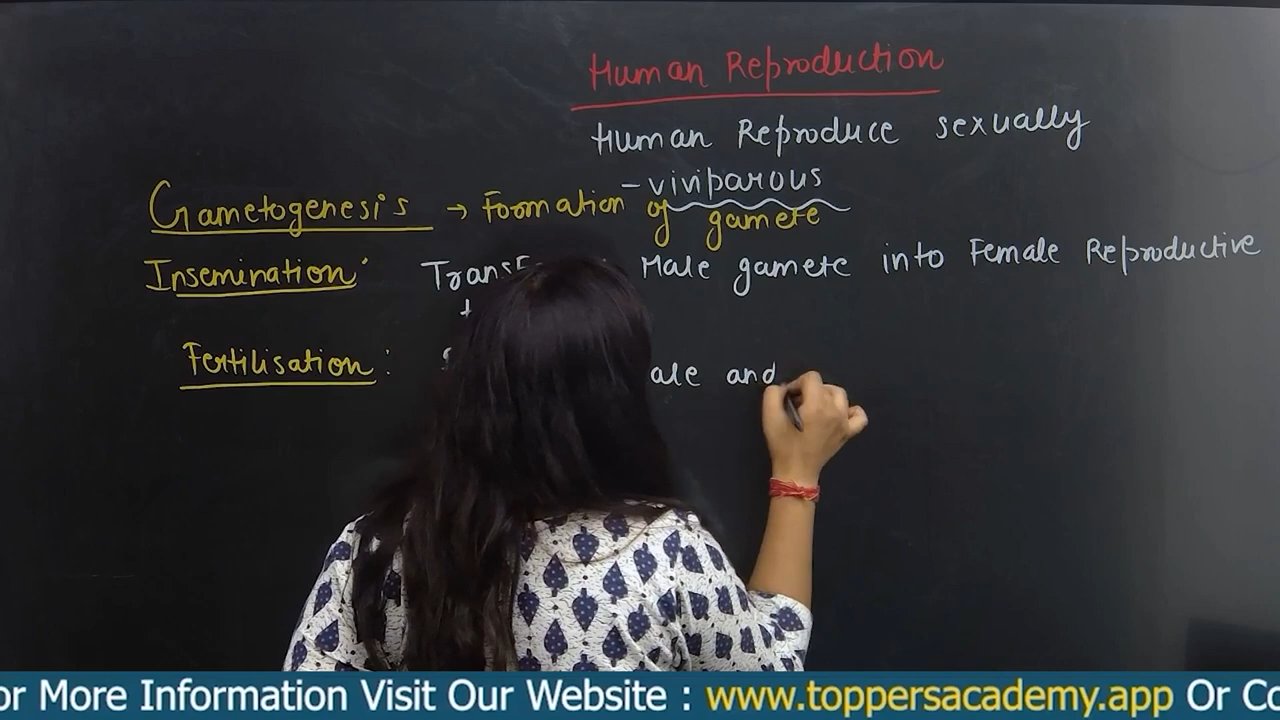 Human Reproduction
Human Reproduce sexually
- viviparous
Gametogenesis → Formation of gamete
Insemination: Male gamete into Female Reproductive
Fertilisation: and
or More Information Visit Our Website : www.toppersacademy.app Or Co